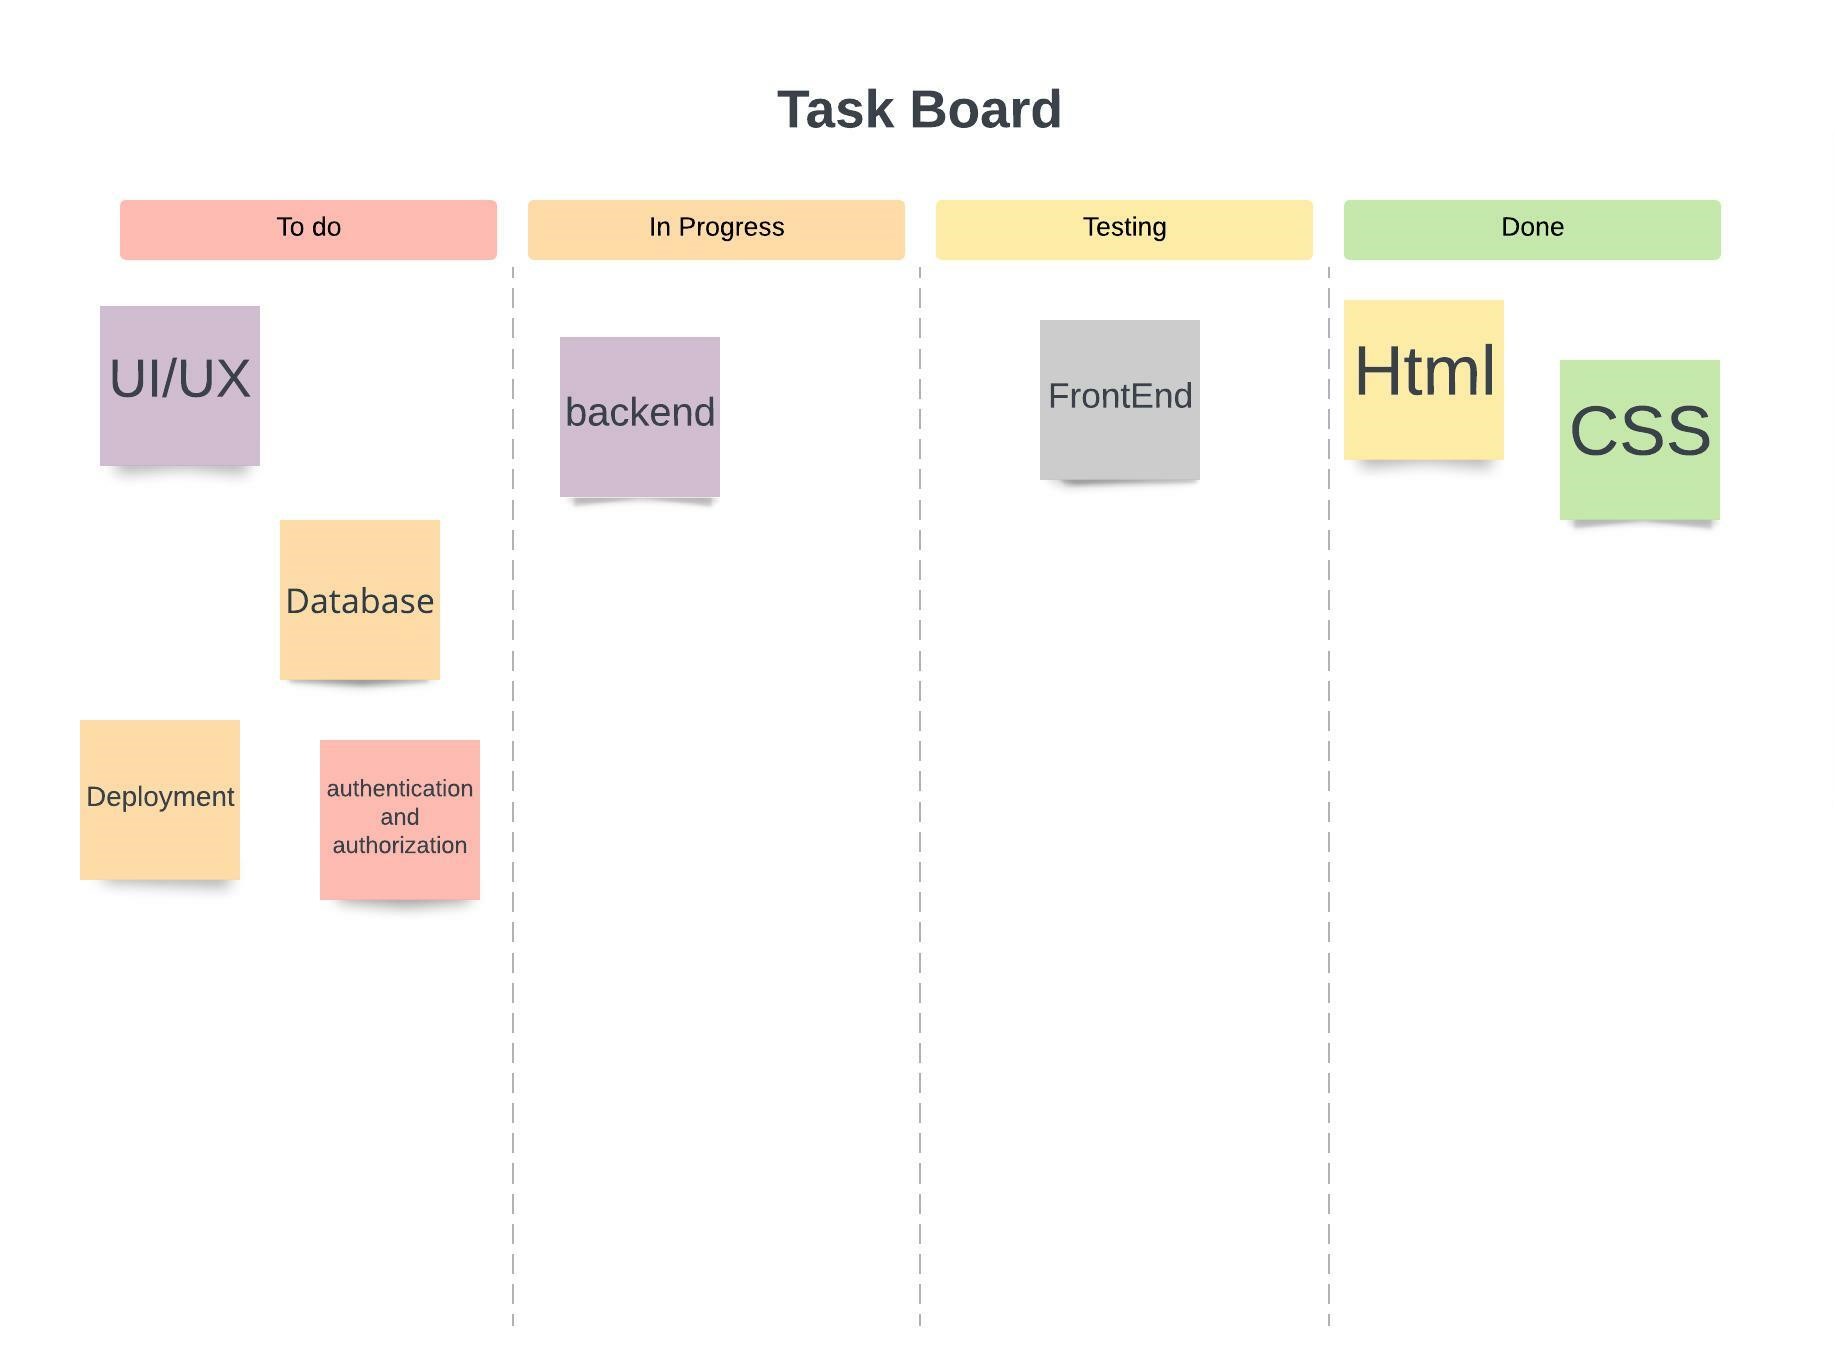 Task Board
To do
In Progress
Testing
Done
UI/UX
Database
Deployment
authentication
and
authorization
backend
FrontEnd
Html
CSS